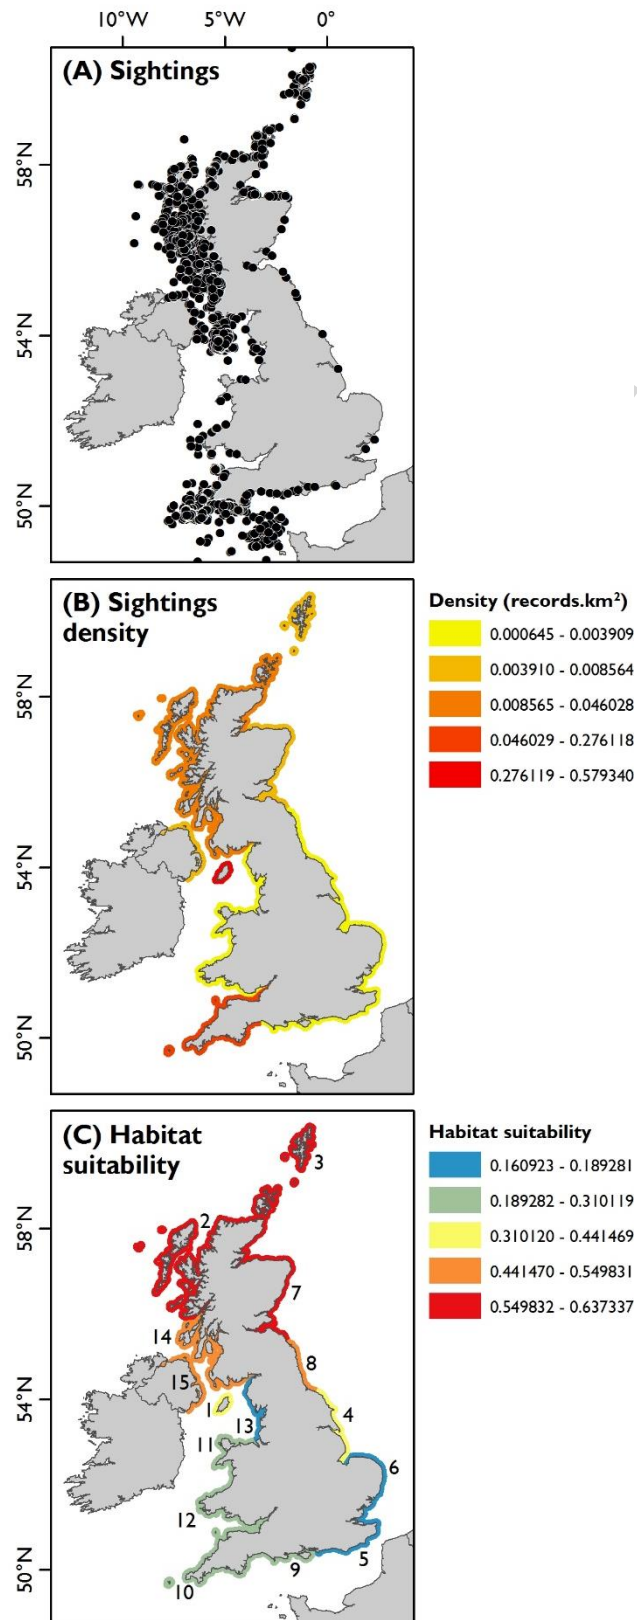 10°W 5°W 0°
(A) Sightings
58°N
54°N
50°N
(B) Sightings
density
58°N
54°N
50°N
Density (records.km²)
0.000645 - 0.003909
0.003910 - 0.008564
0.008565 - 0.046028
0.046029 - 0.276118
0.276119 - 0.579340
(C) Habitat
suitability
3
2
58°N
7
14
8
15
54°N
1
13
4
11
6
12
5
9
50°N
10
Habitat suitability
0.160923 - 0.189281
0.189282 - 0.310119
0.310120 - 0.441469
0.441470 - 0.549831
0.549832 - 0.637337